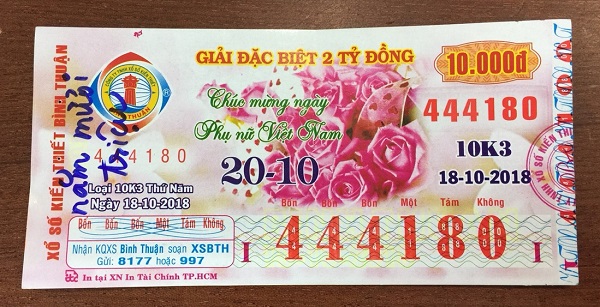 XỔ SỐ KIẾN THIẾT BÌNH THUẬN
năm mươi
triệu
GIẢI ĐẶC BIỆT 2 TỶ ĐỒNG
10.000đ
Chúc mừng ngày
Phụ nữ Việt Nam
20-10
444180
444180
10K3
18-10-2018
Loại 10K3 Thứ Năm
Ngày 18-10-2018
Bốn Bốn Bốn Một Tám Không
Bốn Bốn Bốn Một Tám Không
444180
I
I
Nhận KQXS Bình Thuận soạn XSBTH
Gửi: 8177 hoặc 997
In tại XN In Tài Chính TP.HCM